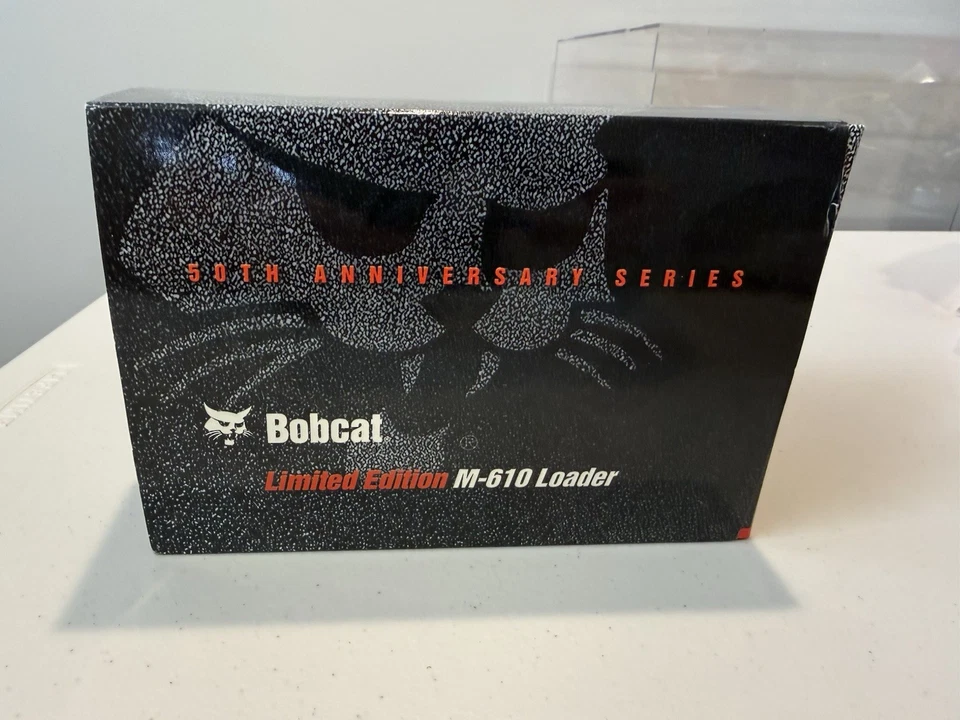 50TH ANNIVERSARY SERIES
Bobcat
®
Limited Edition M-610 Loader